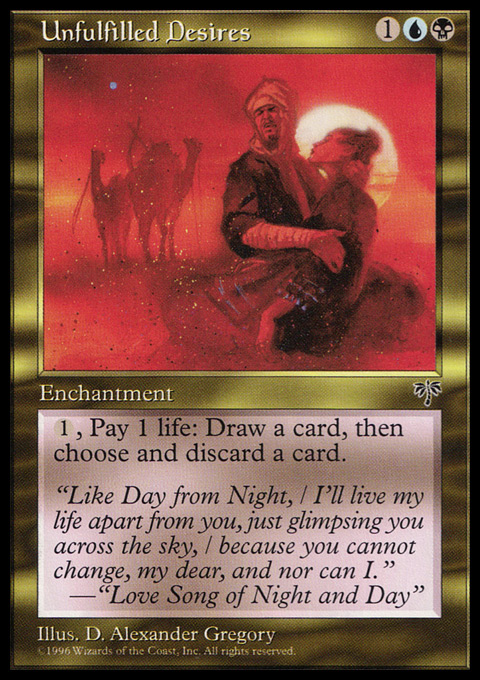 Unfulfilled Desires 1
Enchantment
1, Pay 1 life: Draw a card, then
choose and discard a card.
“Like Day from Night, / I’ll live my
life apart from you, just glimpsing you
across the sky, / because you cannot
change, my dear, and nor can I.”
—“Love Song of Night and Day”
Illus. D. Alexander Gregory
©1996 Wizards of the Coast, Inc. All rights reserved.